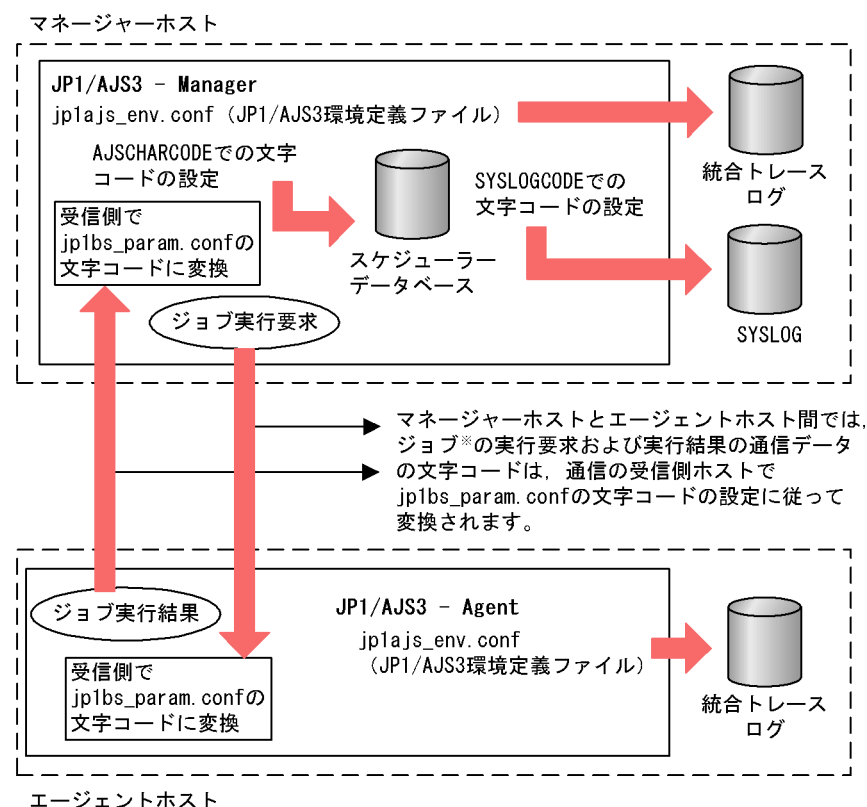 マネージャーホスト
JP1/AJS3 - Manager
jp1ajs_env.conf（JP1/AJS3環境定義ファイル）
AJSCHARCODEでの文字
コードの設定
受信側で
jp1bs_param.confの
文字コードに変換
スケジューラー
データベース
SYSLOGCODEでの
文字コードの設定
統合トレース
ログ
SYSLOG
ジョブ実行要求
マネージャーホストとエージェントホスト間では，
ジョブ※の実行要求および実行結果の通信データ
の文字コードは，通信の受信側ホストで
jp1bs_param.confの文字コードの設定に従って
変換されます。
ジョブ実行結果
JP1/AJS3 - Agent
jp1ajs_env.conf
（JP1/AJS3環境定義ファイル）
受信側で
jp1bs_param.confの
文字コードに変換
統合トレース
ログ
エージェントホスト